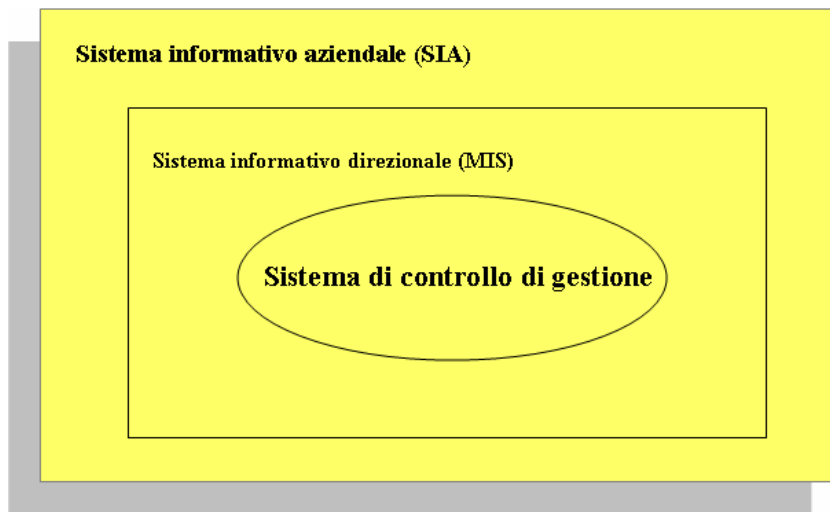 Sistema informativo aziendale (SIA)
Sistema informativo direzionale (MIS)
Sistema di controllo di gestione